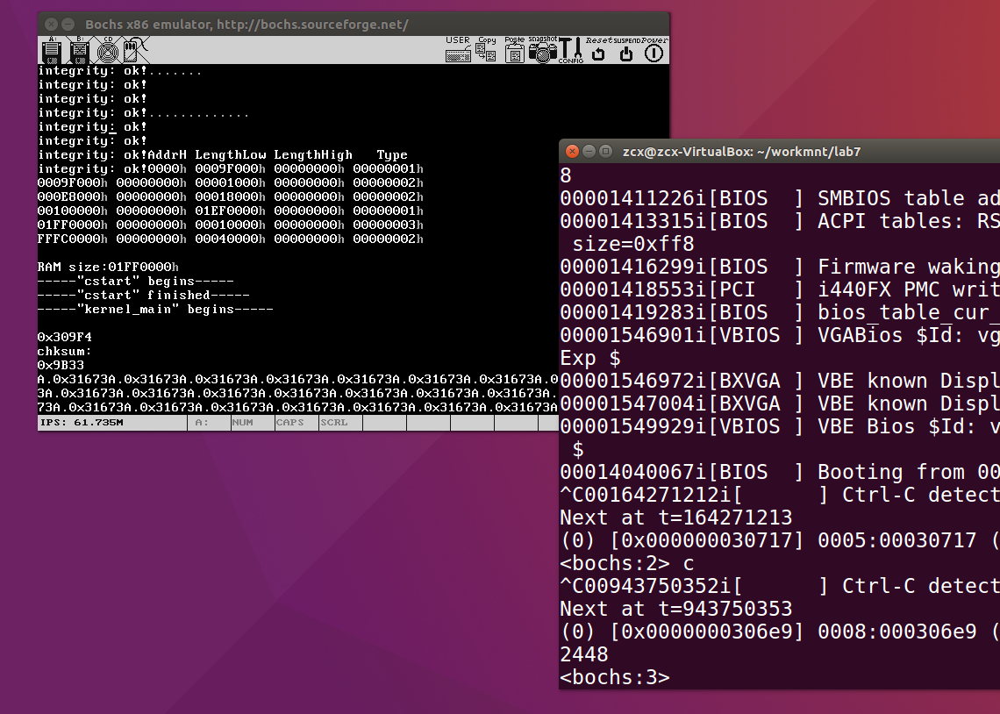 Bochs x86 emulator, http://bochs.sourceforge.net/
A: B: CD USER Copy Paste snapshot CONFIG Reset SUSPEND Power
integrity: ok!.......
integrity: ok!
integrity: ok!
integrity: ok!.............
integrity: ok!
integrity: ok!
integrity: ok!AddrH LengthLow LengthHigh Type
integrity: ok!0000h 0009F000h 00000000h 00000001h
0009F000h 00000000h 00001000h 00000000h 00000002h
000E8000h 00000000h 00018000h 00000000h 00000002h
00100000h 00000000h 01EF0000h 00000000h 00000001h
01FF0000h 00000000h 00010000h 00000000h 00000003h
FFFC0000h 00000000h 00040000h 00000000h 00000002h
RAM size:01FF0000h
-----"cstart" begins-----
-----"cstart" finished-----
-----"kernel_main" begins-----
0x309F4
chksum:
0x9B33
A.0x31673A.0x31673A.0x31673A.0x31673A.0x31673A.0x31673A.0
3A.0x31673A.0x31673A.0x31673A.0x31673A.0x31673A.0x31673A
73A.0x31673A.0x31673A.0x31673A.0x31673A.0x31673A.0x31673A
IPS: 61.735M A: NUM CAPS SCRL
zcx@zcx-VirtualBox: ~/workmnt/lab7
8
00001411226i[BIOS ] SMBIOS table ad
00001413315i[BIOS ] ACPI tables: RS
size=0xff8
00001416299i[BIOS ] Firmware waking
00001418553i[PCI ] i440FX PMC writ
00001419283i[BIOS ] bios_table_cur_
00001546901i[VBIOS ] VGABios $Id: vg
Exp $
00001546972i[BXVGA ] VBE known Displ
00001547004i[BXVGA ] VBE known Displ
00001549929i[VBIOS ] VBE Bios $Id: v
$
00014040067i[BIOS ] Booting from 00
^C00164271212i[ ] Ctrl-C detect
Next at t=164271213
(0) [0x000000030717] 0005:00030717 (
<bochs:2> c
^C00943750352i[ ] Ctrl-C detect
Next at t=943750353
(0) [0x0000000306e9] 0008:000306e9 (
2448
<bochs:3>